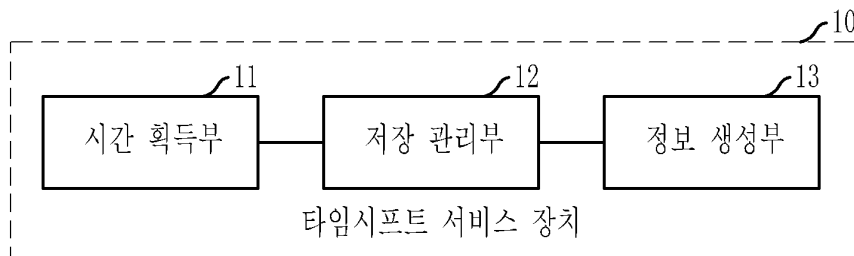 10
11
12
13
시간 획득부
저장 관리부
정보 생성부
타임시프트 서비스 장치